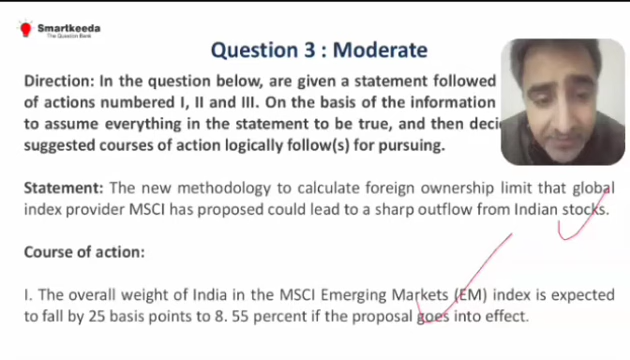 Smartkeeda
The Question Bank
Question 3 : Moderate
Direction: In the question below, are given a statement followed
of actions numbered I, II and III. On the basis of the information
to assume everything in the statement to be true, and then deci
suggested courses of action logically follow(s) for pursuing.
Statement: The new methodology to calculate foreign ownership limit that global
index provider MSCI has proposed could lead to a sharp outflow from Indian stocks.
Course of action:
I. The overall weight of India in the MSCI Emerging Markets (EM) index is expected
to fall by 25 basis points to 8. 55 percent if the proposal goes into effect.